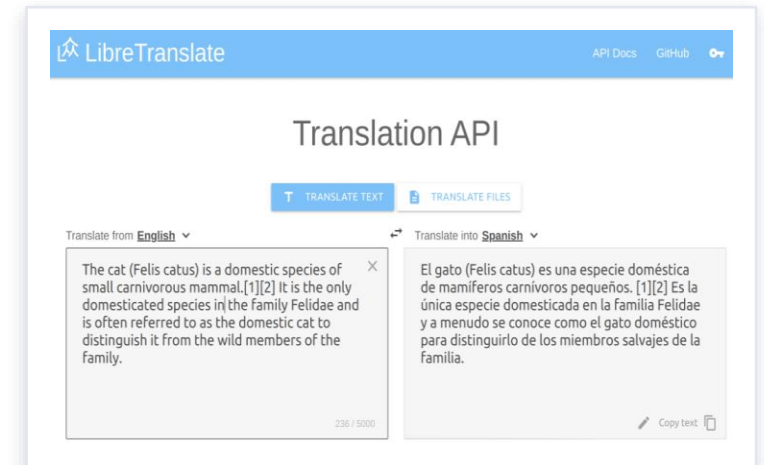 LibreTranslate
API Docs GitHub
Translation API
TRANSLATE TEXT
TRANSLATE FILES
Translate from English
Translate into Spanish
The cat (Felis catus) is a domestic species of
small carnivorous mammal.[1][2] It is the only
domesticated species in the family Felidae and
is often referred to as the domestic cat to
distinguish it from the wild members of the
family.
236 / 5000
El gato (Felis catus) es una especie doméstica
de mamíferos carnívoros pequeños. [1][2] Es la
única especie domesticada en la familia Felidae
y a menudo se conoce como el gato doméstico
para distinguirlo de los miembros salvajes de la
familia.
Copy text